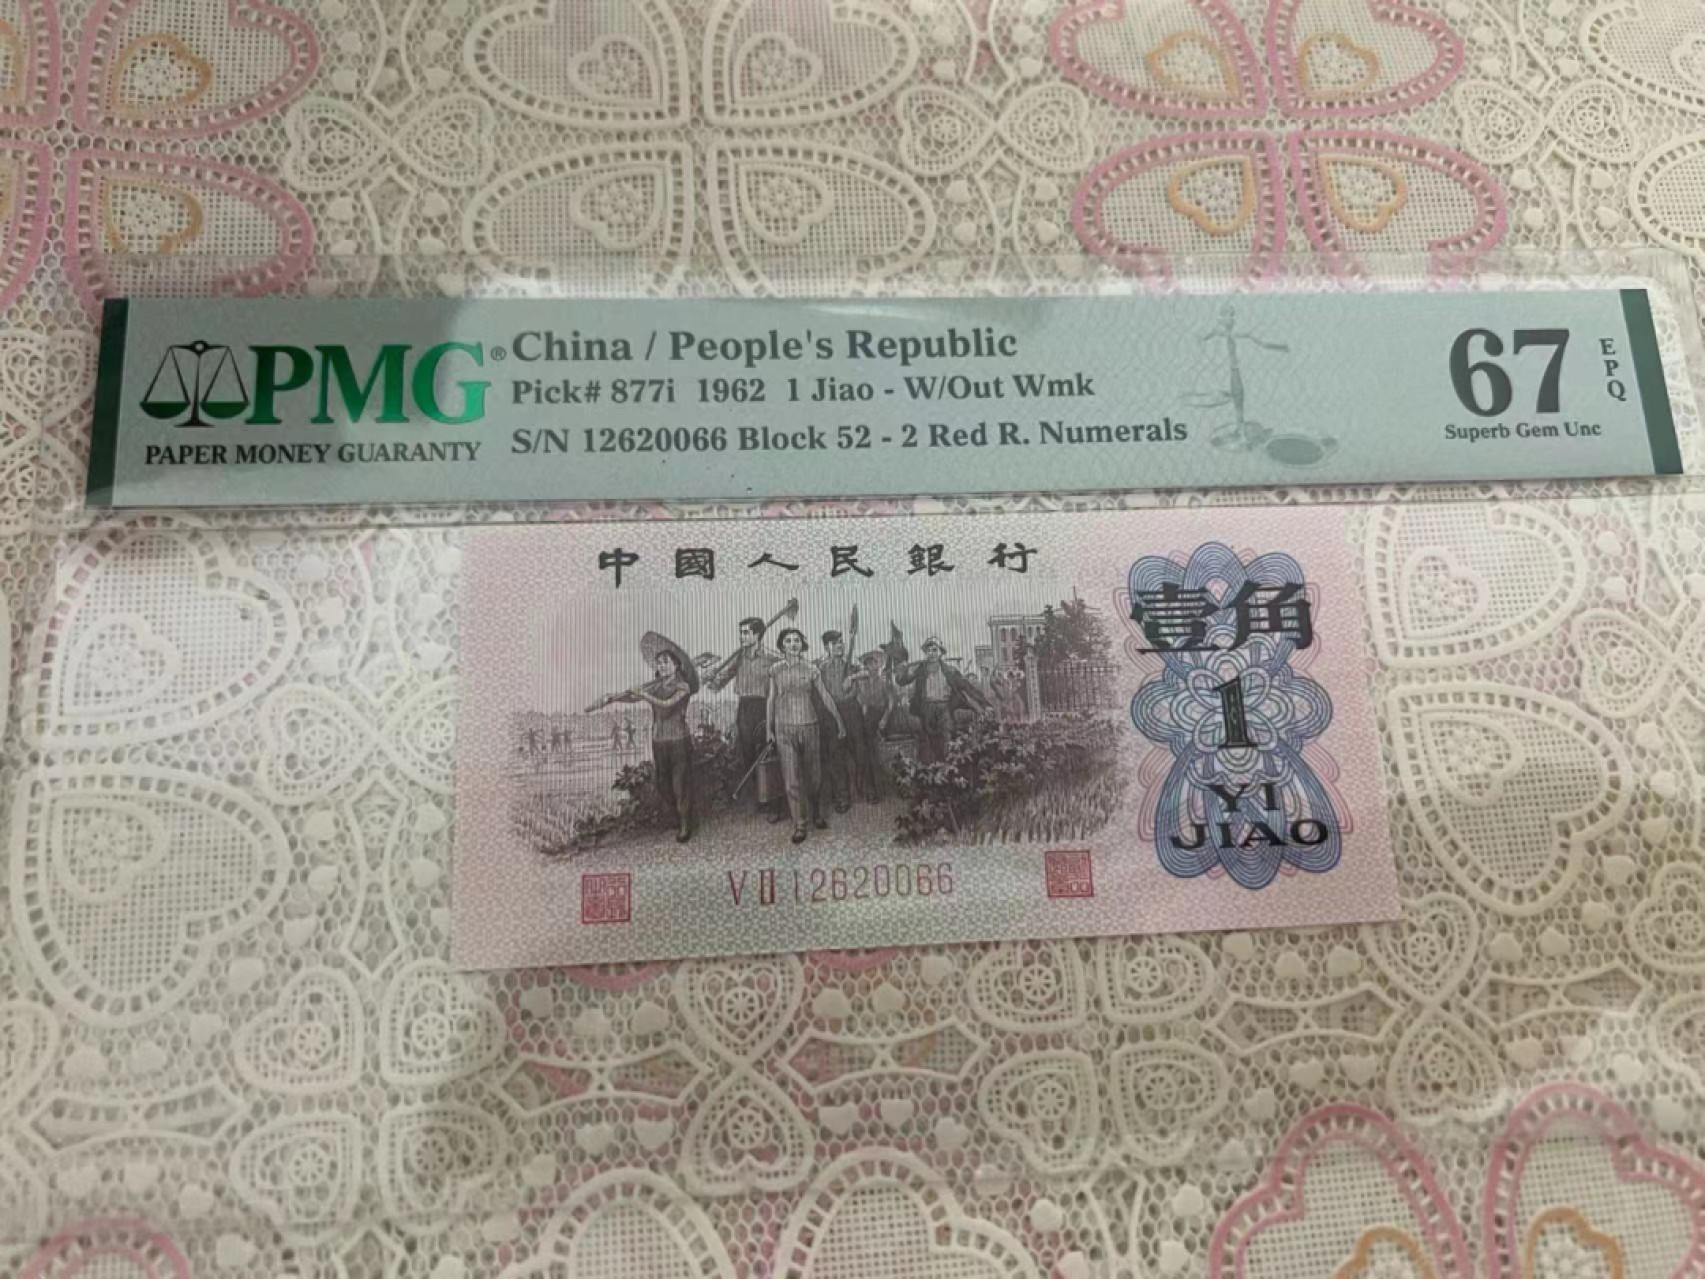 PMG®
PAPER MONEY GUARANTY
China / People's Republic
Pick# 877i 1962 1 Jiao - W/Out Wmk
S/N 12620066 Block 52 - 2 Red R. Numerals
67
EPQ
Superb Gem Unc
中國人民銀行
壹角
1
YI
JIAO
VII 12620066